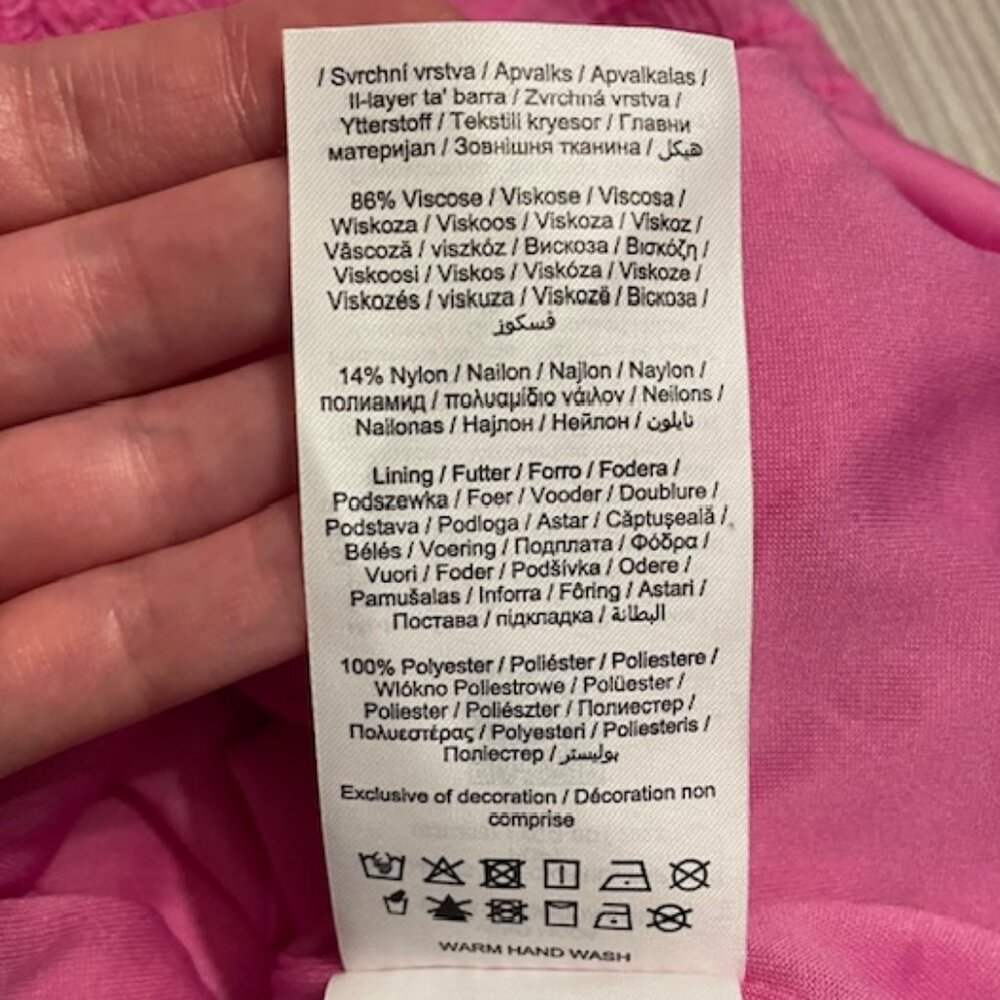 / Svrchní vrstva / Apvalks / Apvalkalas /
Il-layer ta' barra / Zvrchná vrstva /
Ytterstoff / Tekstili kryesor / Главни
материјал / Зовнішня тканина / هيكل
86% Viscose / Viskose / Viscosa /
Wiskoza / Viskoos / Viskoza / Viskoz /
Vâscoză / viszkóz / Вискоза / Βισκόζη /
Viskoosi / Viskos / Viskóza / Viskoze /
Viskozés / viskuza / Viskozë / Віскоза /
فسكوز
14% Nylon / Nailon / Najlon / Naylon /
полиамид / πολυαμίδιο νάιλον / Neilons /
Nailonas / Најлон / Нейлон / نايلون
Lining / Futter / Forro / Fodera /
Podszewka / Foer / Vooder / Doublure /
Podstava / Podloga / Astar / Căptuşeală /
Bélés / Voering / Подплата / Φόδρα /
Vuori / Foder / Podšívka / Odere /
Pamušalas / Inforra / Fôring / Astari /
Постава / підкладка / البطانة
100% Polyester / Poliéster / Poliestere /
Wlókno Poliestrowe / Polüester /
Poliester / Poliészter / Полиестер /
Πολυεστέρας / Polyesteri / Poliesteris /
Поліестер / بوليستر
Exclusive of decoration / Décoration non
comprise
WARM HAND WASH